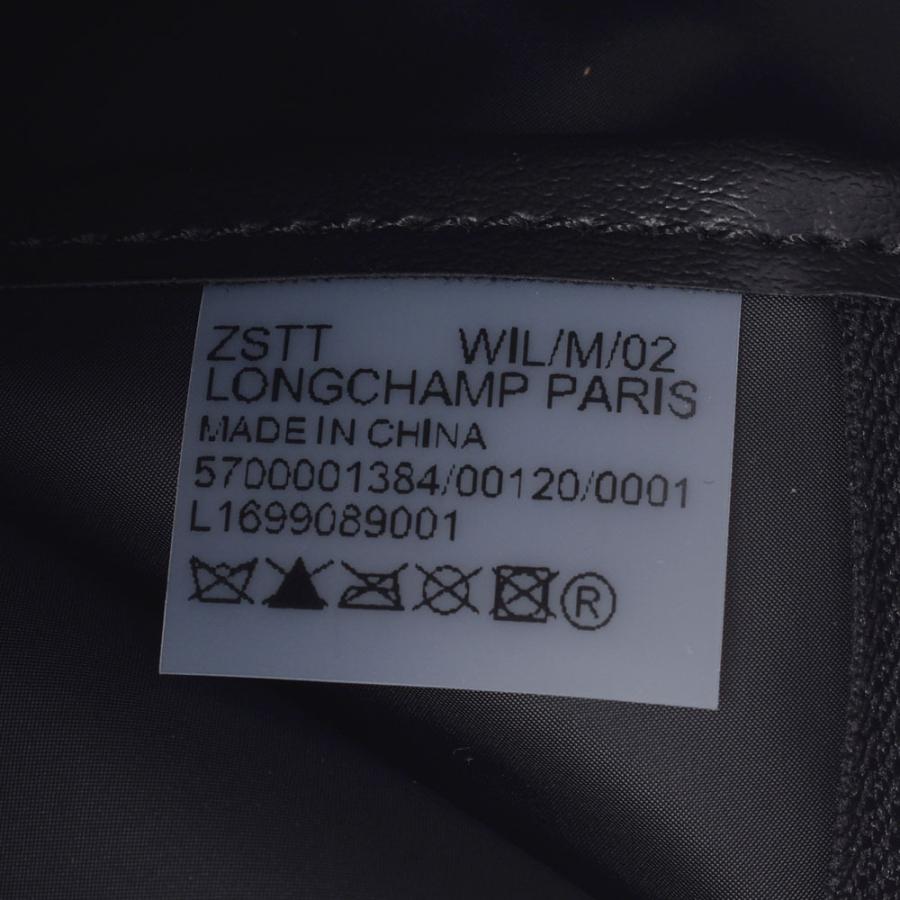 ZSTT WIL/M/02
LONGCHAMP PARIS
MADE IN CHINA
5700001384/00120/0001
L1699089001
®